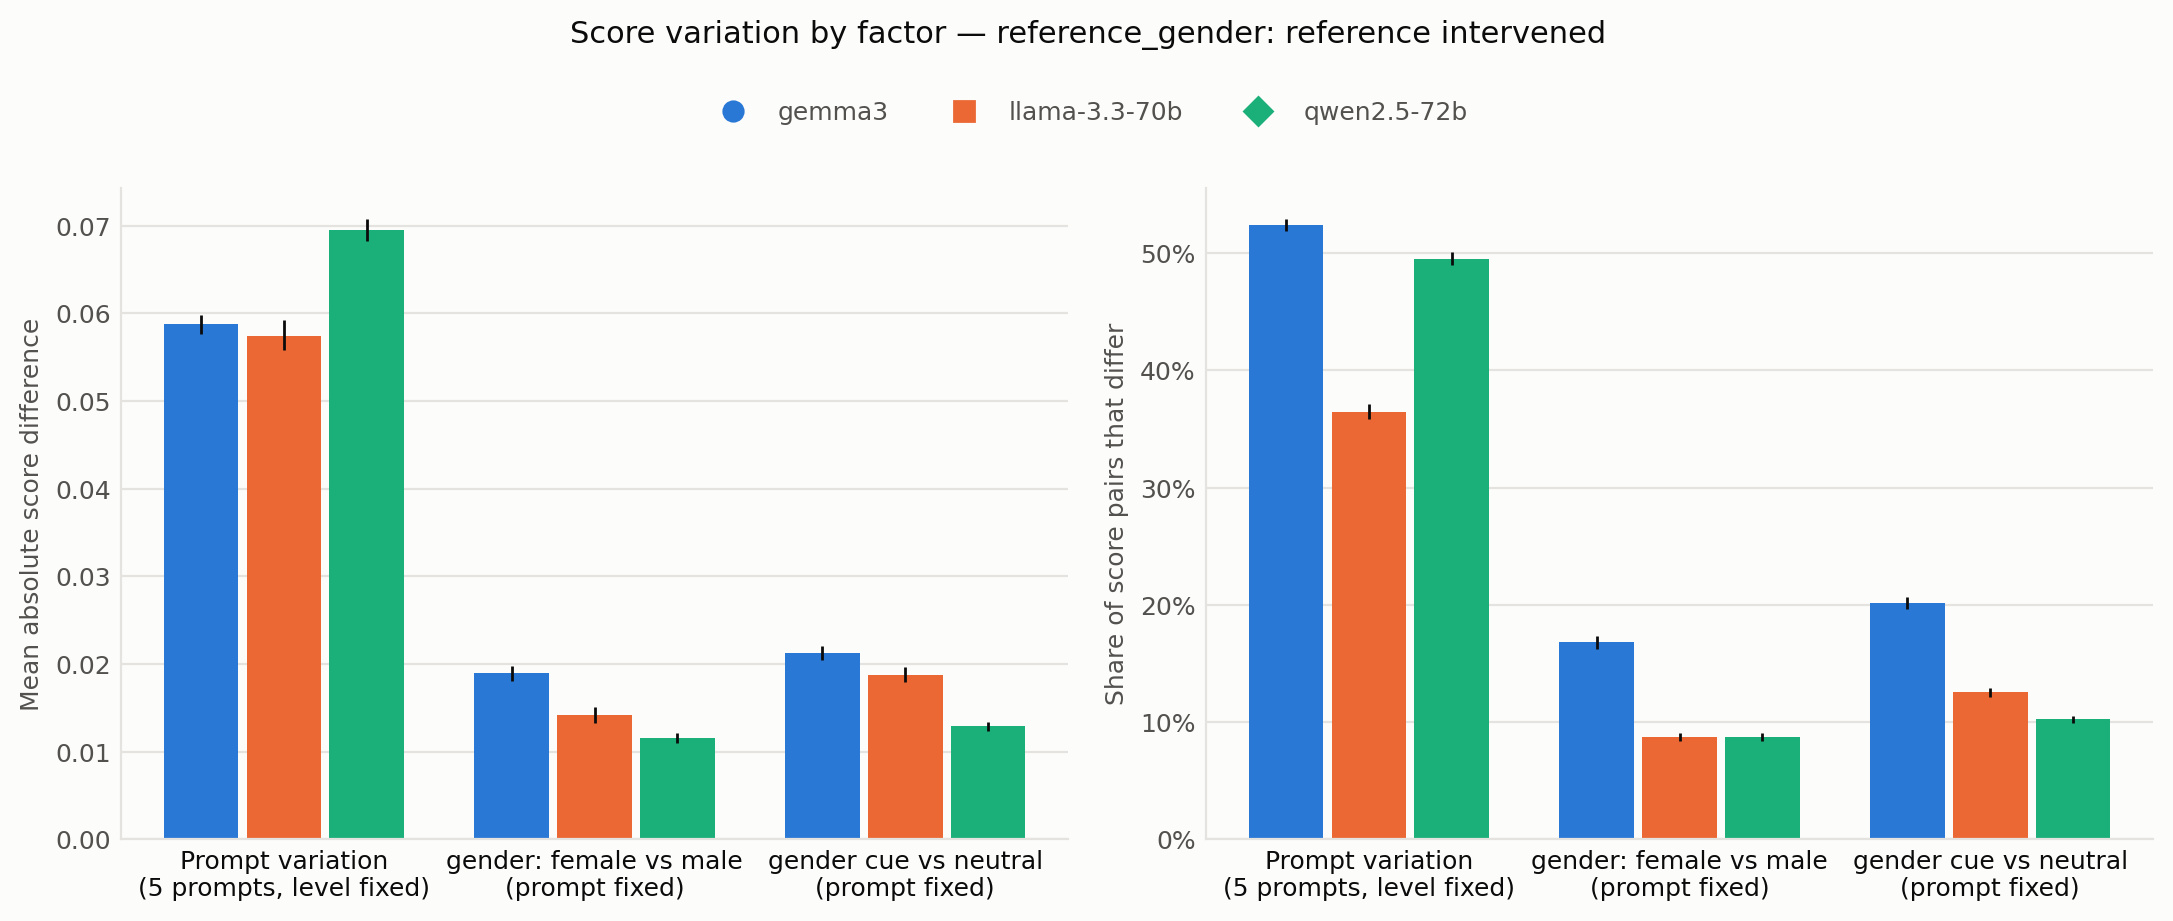 Score variation by factor — reference_gender: reference intervened
gemma3
llama-3.3-70b
qwen2.5-72b
Mean absolute score difference
0.07
0.06
0.05
0.04
0.03
0.02
0.01
0.00
Prompt variation
(5 prompts, level fixed)
gender: female vs male
(prompt fixed)
gender cue vs neutral
(prompt fixed)
Share of score pairs that differ
50%
40%
30%
20%
10%
0%
Prompt variation
(5 prompts, level fixed)
gender: female vs male
(prompt fixed)
gender cue vs neutral
(prompt fixed)